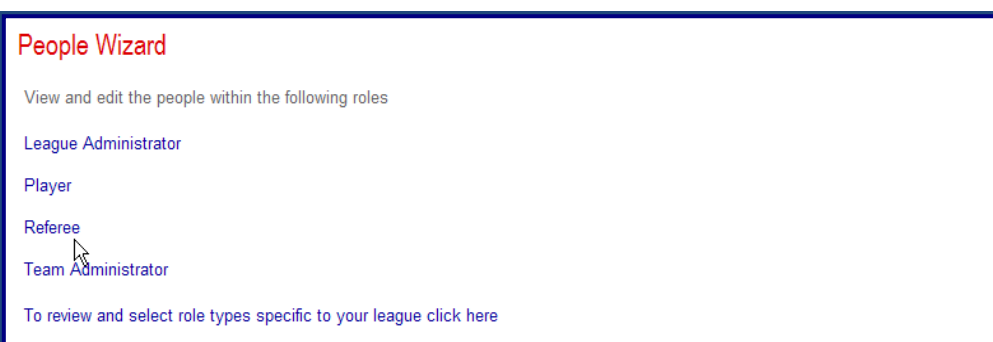 People Wizard
View and edit the people within the following roles
League Administrator
Player
Referee
Team Administrator
To review and select role types specific to your league click here